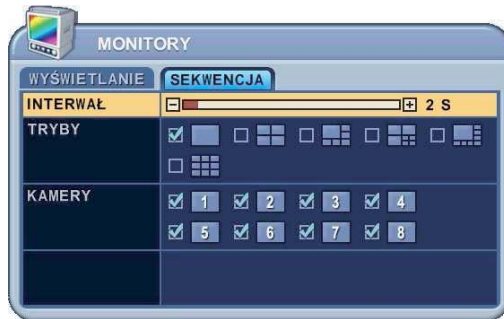 MONITORY
WYŚWIETLANIE SEKWENCJA
INTERWAŁ 2 S
TRYBY
KAMERY 1 2 3 4
5 6 7 8